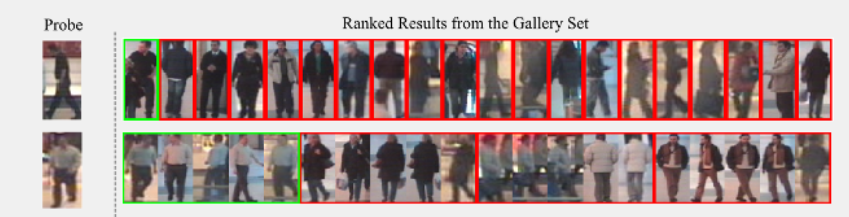 Probe
Ranked Results from the Gallery Set